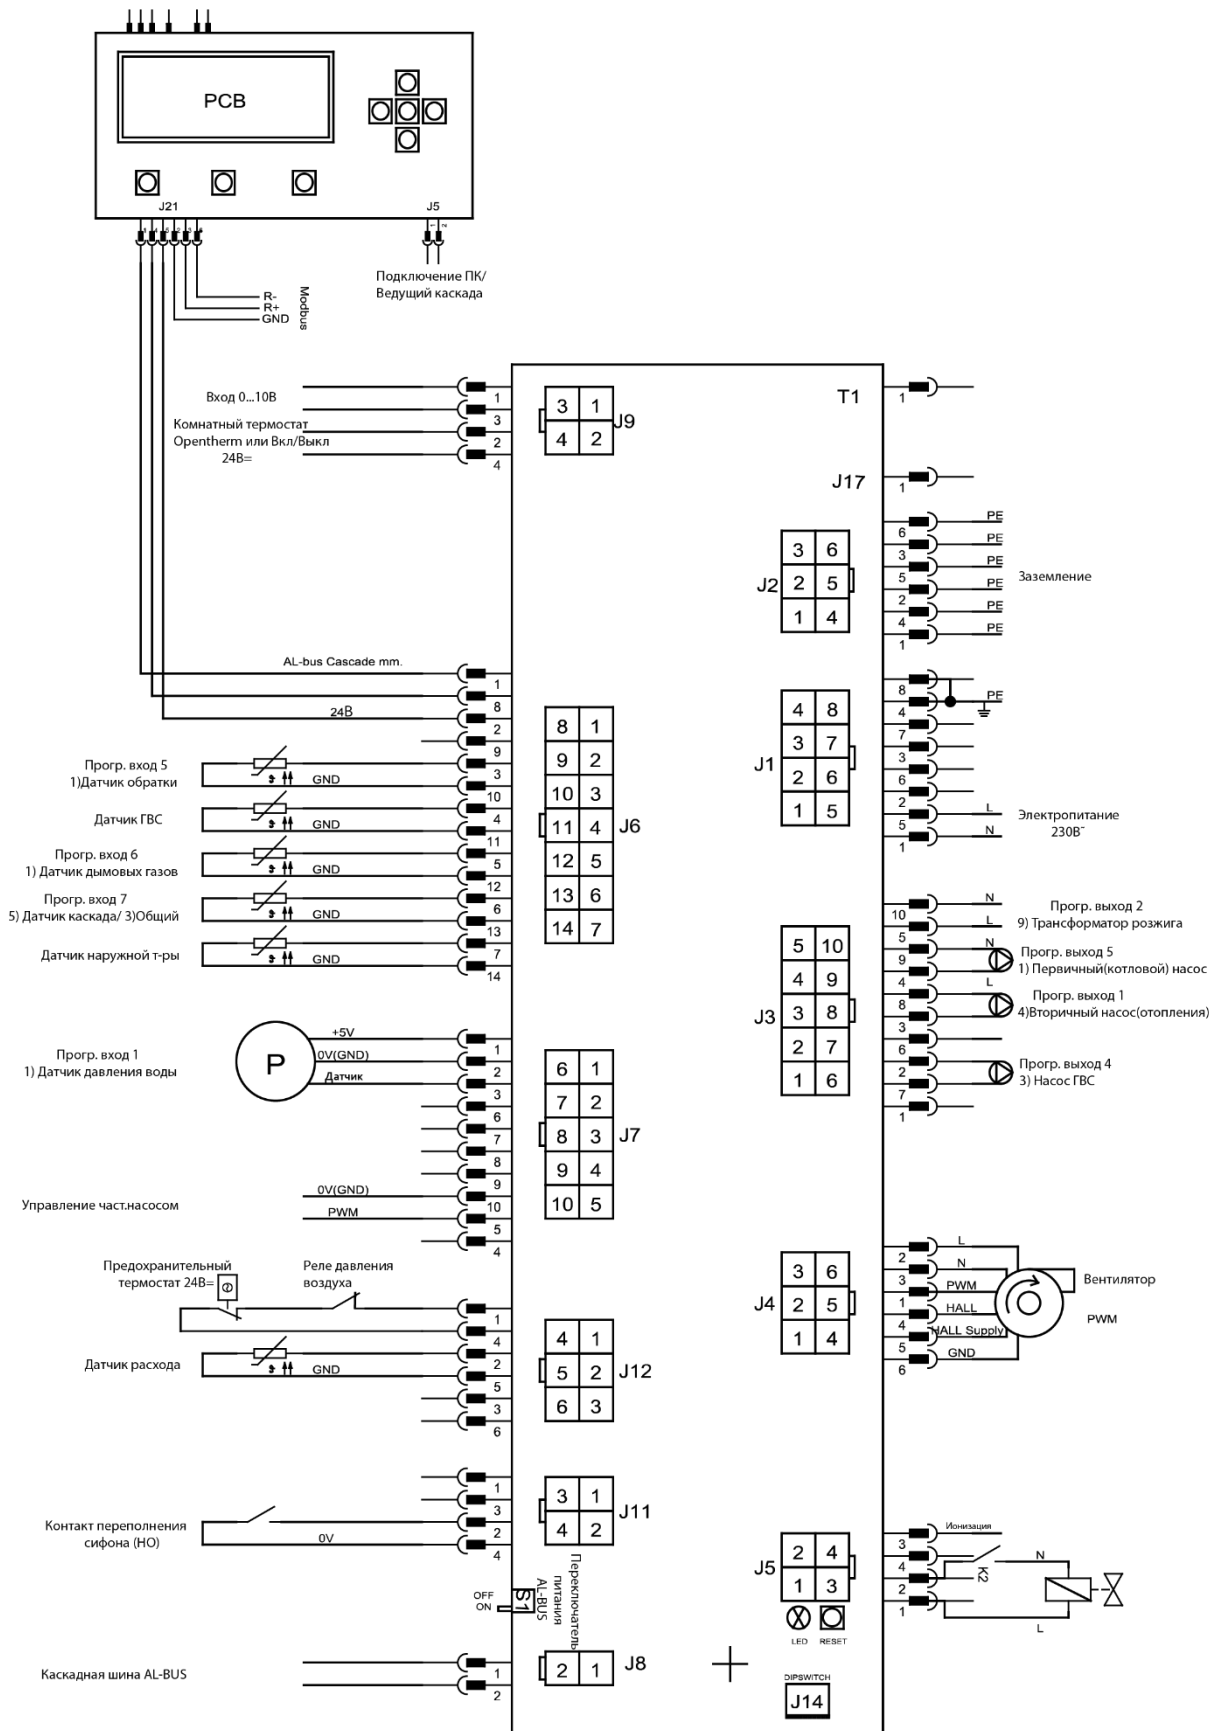 PCB
J21
J5
R-
R+
GND
Modbus
Подключение ПК/
Ведущий каскада
Вход 0...10В
Комнатный термостат
Opentherm или Вкл/Выкл
24В=
1
3
2
4
3 1
4 2
J9
T1
1
J17
1
J2
3 6
2 5
1 4
6
3
5
2
4
1
PE
PE
PE
PE
PE
PE
Заземление
AL-bus Cascade mm.
24В
Прогр. вход 5
1)Датчик обратки
GND
Датчик ГВС
GND
Прогр. вход 6
1) Датчик дымовых газов
GND
Прогр. вход 7
5) Датчик каскада/ 3)Общий
GND
Датчик наружной т-ры
GND
1
8
2
9
3
10
4
11
5
12
6
13
7
14
8 1
9 2
10 3
11 4
12 5
13 6
14 7
J6
J1
4 8
3 7
2 6
1 5
8
4
7
3
6
2
5
1
PE
L
N
Электропитание
230В~
J3
5 10
4 9
3 8
2 7
1 6
10
5
9
4
8
3
6
2
7
1
N
L
N
L
Прогр. выход 2
9) Трансформатор розжига
Прогр. выход 5
1) Первичный(котловой) насос
Прогр. выход 1
4)Вторичный насос(отопления)
Прогр. выход 4
3) Насос ГВС
Прогр. вход 1
1) Датчик давления воды
P
+5V
0V(GND)
Датчик
Управление част.насосом
0V(GND)
PWM
1
2
3
6
7
8
9
10
5
4
6 1
7 2
8 3
9 4
10 5
J7
Предохранительный
термостат 24В=
Реле давления
воздуха
Датчик расхода
GND
1
4
2
5
3
6
4 1
5 2
6 3
J12
J4
3 6
2 5
1 4
2
3
1
4
5
6
L
N
PWM
HALL
HALL Supply
GND
Вентилятор
PWM
Контакт переполнения
сифона (НО)
0V
1
3
2
4
3 1
4 2
J11
OFF
ON
S1
Переключатель
питания
AL-BUS
Каскадная шина AL-BUS
1
2
2 1
J8
J5
2 4
1 3
3
4
2
1
Ионизация
K2
N
L
LED
RESET
DIPSWITCH
J14